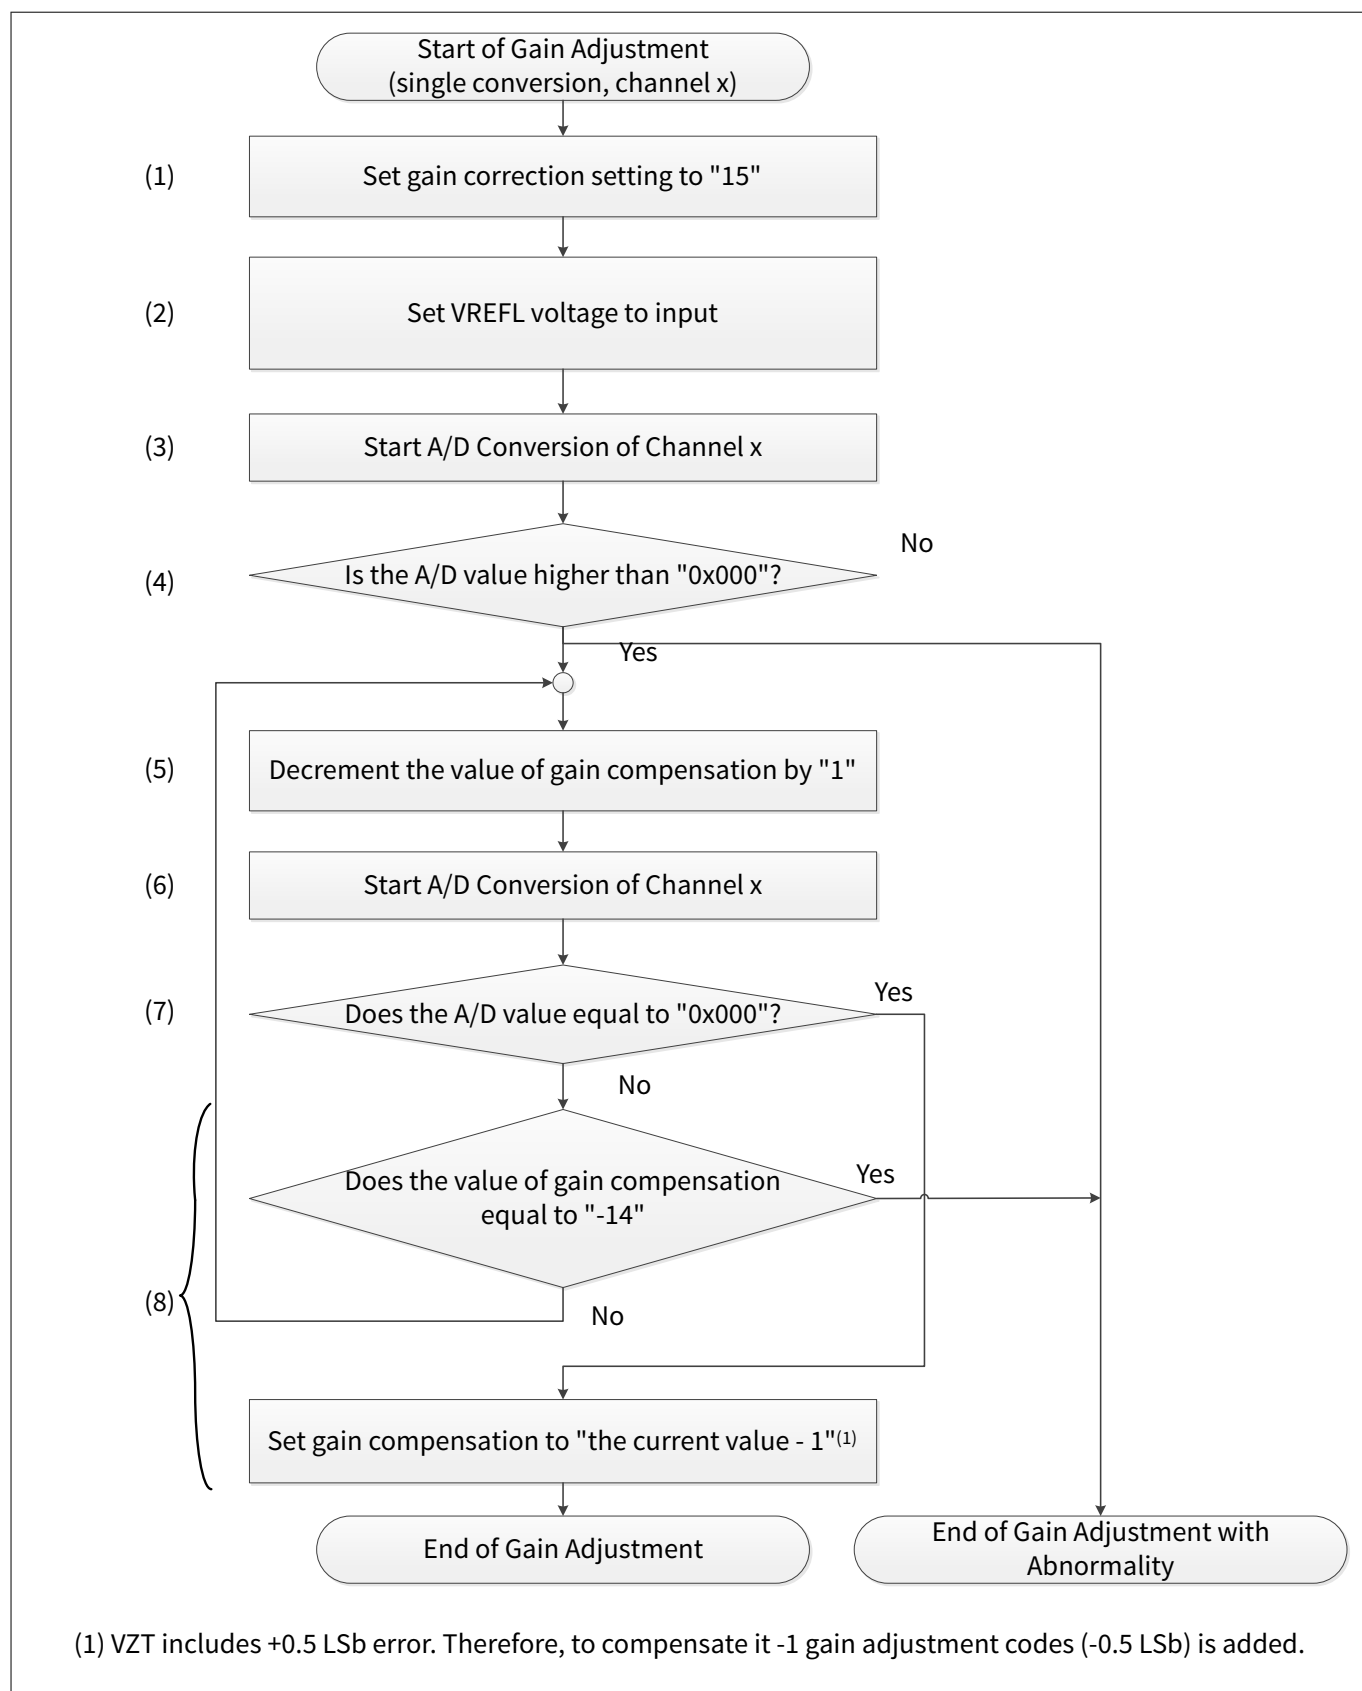 Start of Gain Adjustment
(single conversion, channel x)
(1)
Set gain correction setting to "15"
(2)
Set VREFL voltage to input
(3)
Start A/D Conversion of Channel x
No
(4)
Is the A/D value higher than "0x000"?
Yes
(5)
Decrement the value of gain compensation by "1"
(6)
Start A/D Conversion of Channel x
Yes
(7)
Does the A/D value equal to "0x000"?
No
Does the value of gain compensation
equal to "-14"
Yes
(8)
No
Set gain compensation to "the current value - 1"(1)
End of Gain Adjustment
End of Gain Adjustment with
Abnormality
(1) VZT includes +0.5 LSb error. Therefore, to compensate it -1 gain adjustment codes (-0.5 LSb) is added.